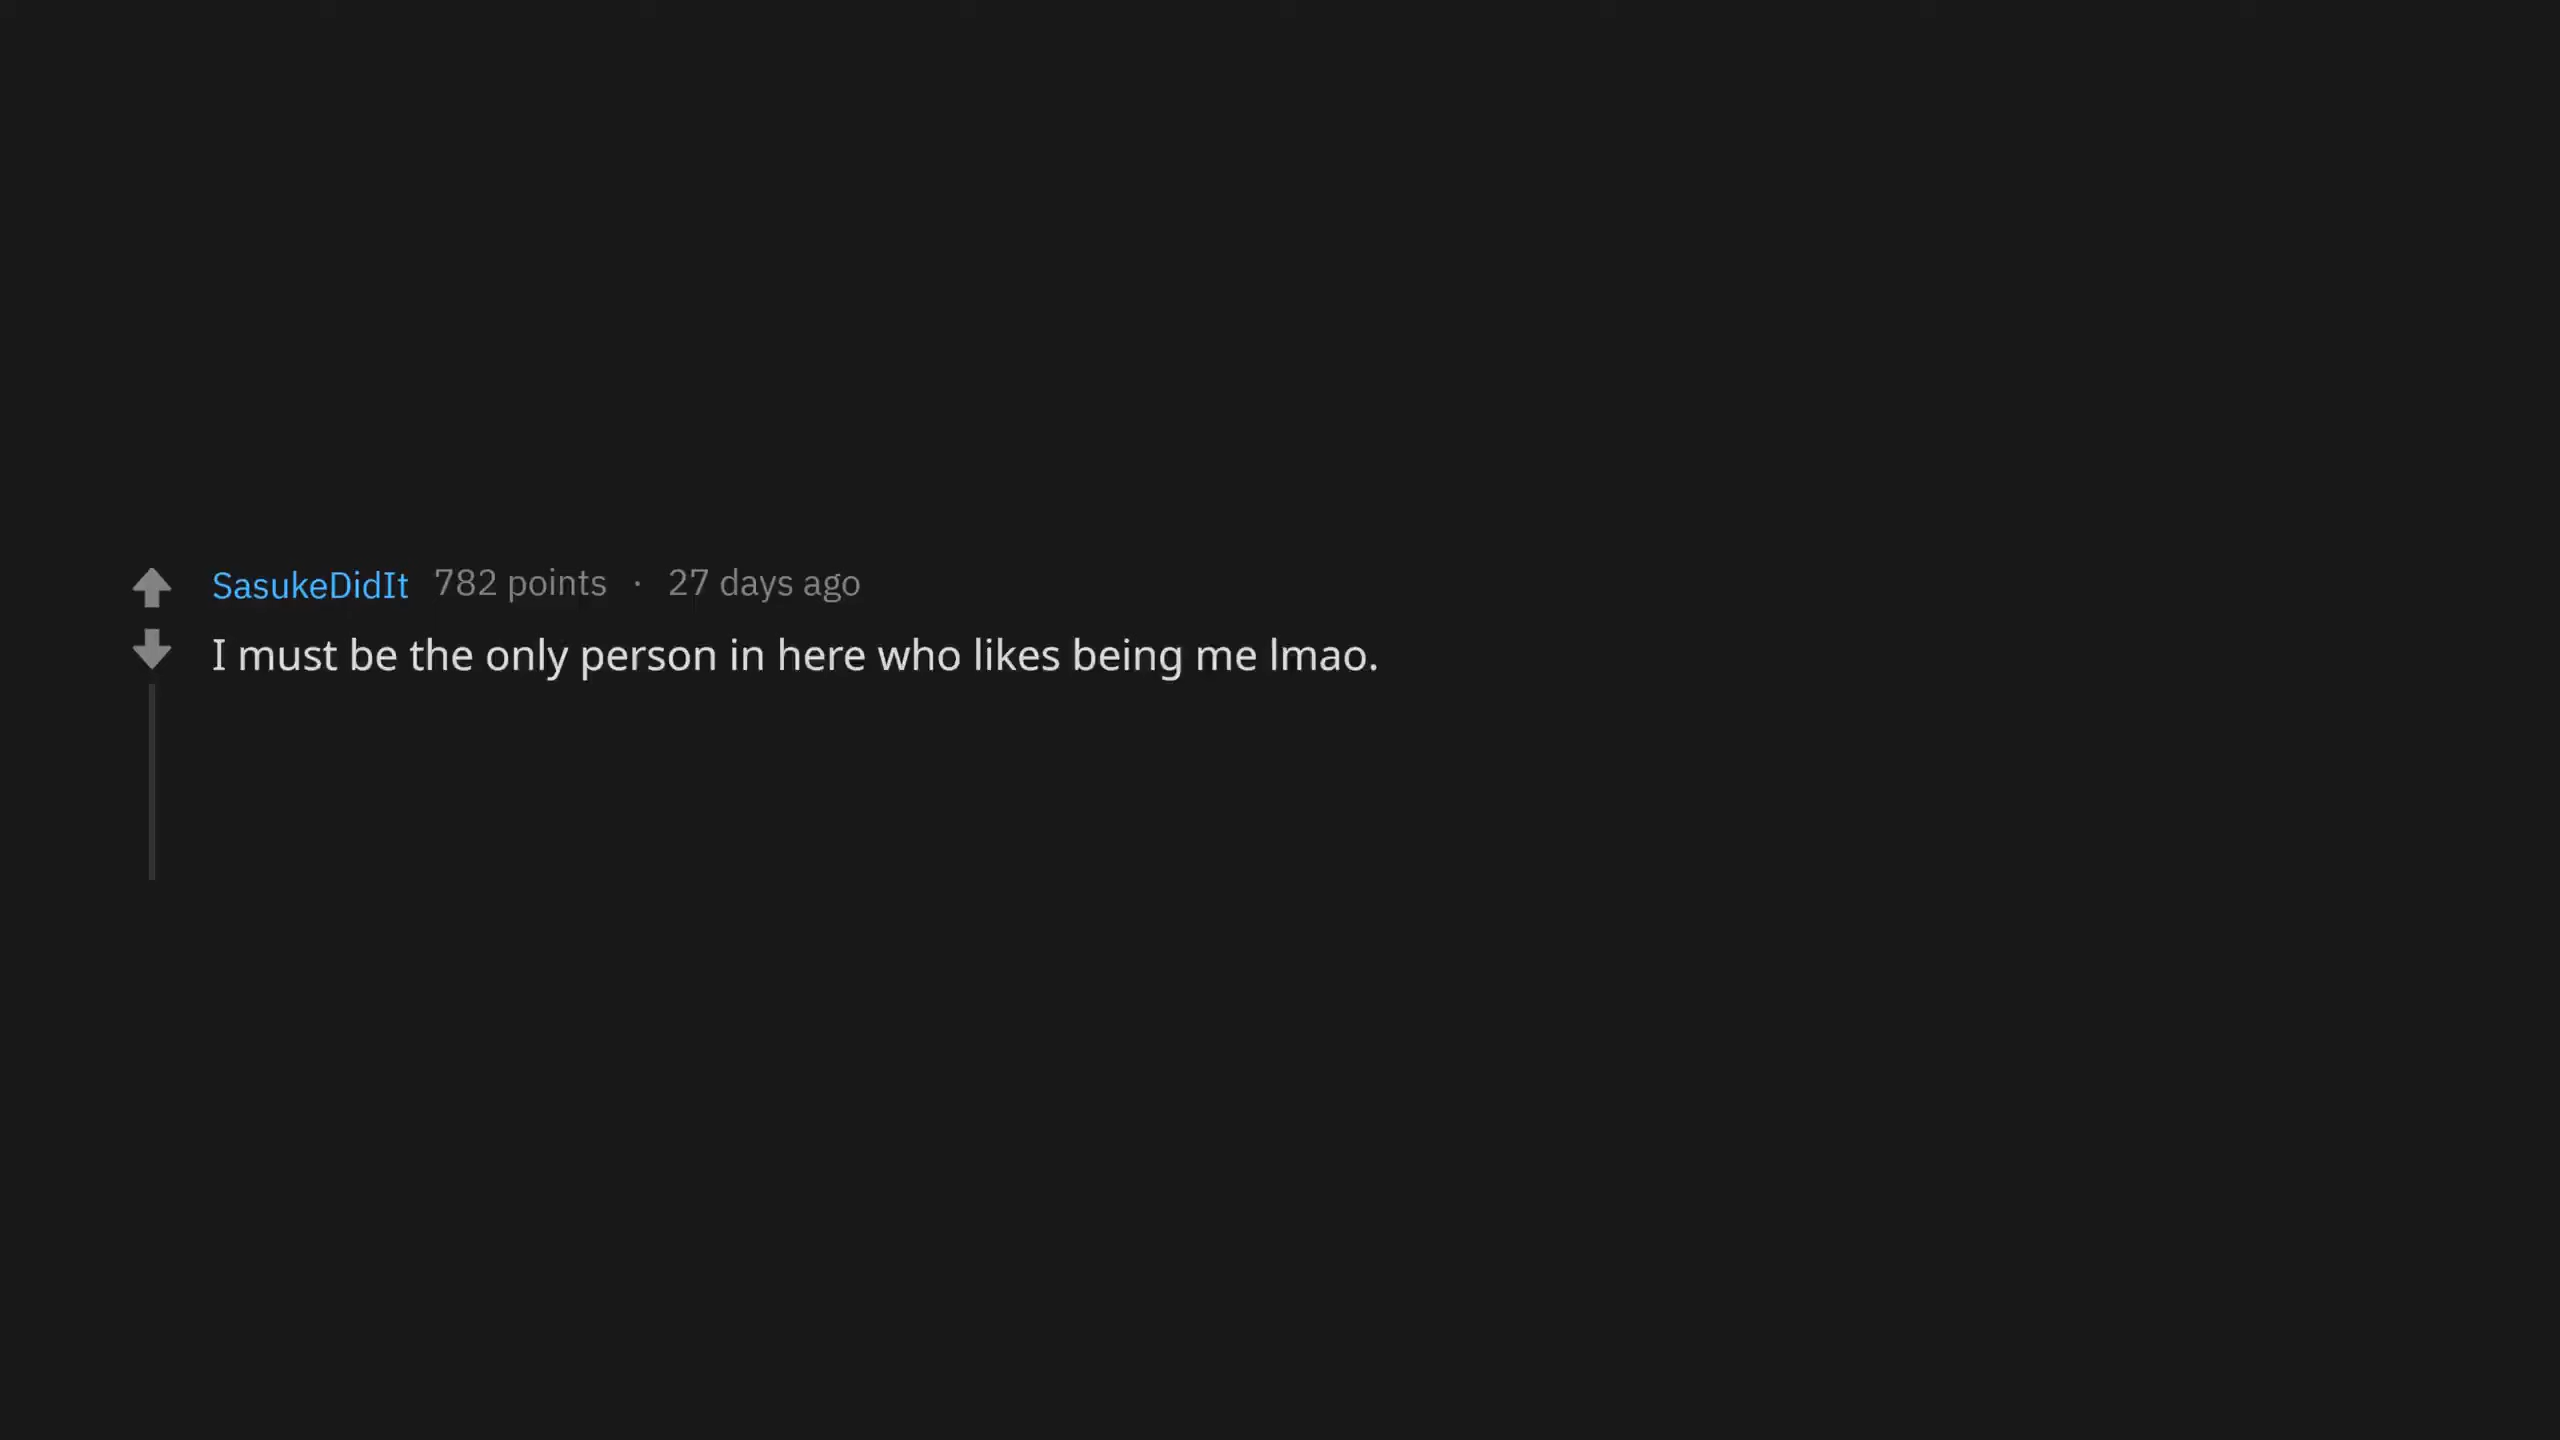 SasukeDidIt 782 points · 27 days ago
I must be the only person in here who likes being me lmao.